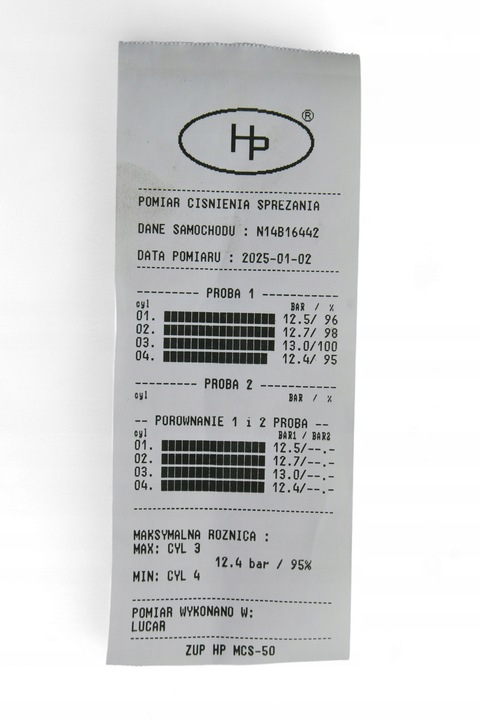 HP ®
POMIAR CISNIENIA SPREZANIA
DANE SAMOCHODU : N14B16442
DATA POMIARU : 2025-01-02
PROBA 1
cyl BAR / %
01. 12.5/ 96
02. 12.7/ 98
03. 13.0/100
04. 12.4/ 95
PROBA 2
cyl BAR / %
-- POROWNANIE 1 i 2 PROBA --
cyl BAR1 / BAR2
01. 12.5/--.-
02. 12.7/--.-
03. 13.0/--.-
04. 12.4/--.-
MAKSYMALNA ROZNICA :
MAX: CYL 3
12.4 bar / 95%
MIN: CYL 4
POMIAR WYKONANO W:
LUCAR
ZUP HP MCS-50